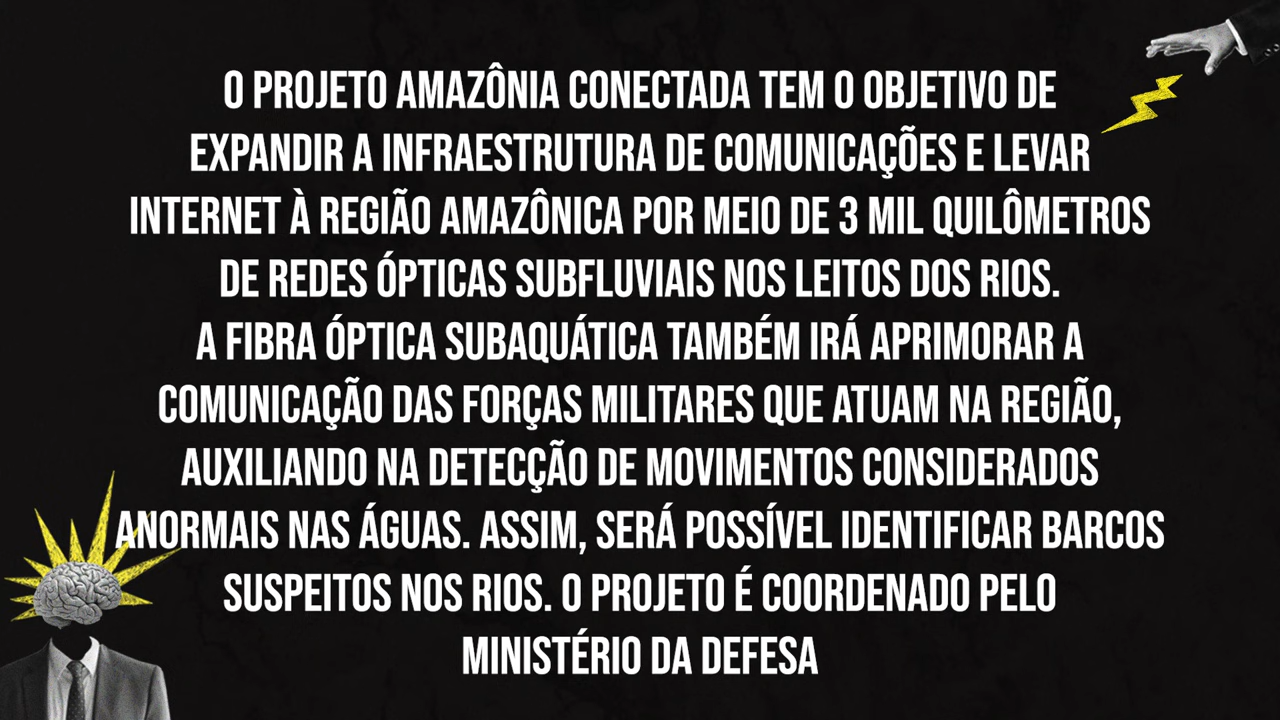 O PROJETO AMAZÔNIA CONECTADA TEM O OBJETIVO DE
EXPANDIR A INFRAESTRUTURA DE COMUNICAÇÕES E LEVAR
INTERNET À REGIÃO AMAZÔNICA POR MEIO DE 3 MIL QUILÔMETROS
DE REDES ÓPTICAS SUBFLUVIAIS NOS LEITOS DOS RIOS.
A FIBRA ÓPTICA SUBAQUÁTICA TAMBÉM IRÁ APRIMORAR A
COMUNICAÇÃO DAS FORÇAS MILITARES QUE ATUAM NA REGIÃO,
AUXILIANDO NA DETECÇÃO DE MOVIMENTOS CONSIDERADOS
ANORMAIS NAS ÁGUAS. ASSIM, SERÁ POSSÍVEL IDENTIFICAR BARCOS
SUSPEITOS NOS RIOS. O PROJETO É COORDENADO PELO
MINISTÉRIO DA DEFESA